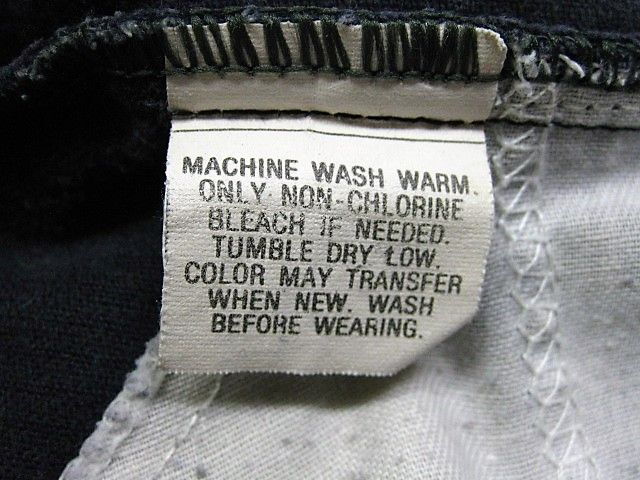 MACHINE WASH WARM.
ONLY NON-CHLORINE
BLEACH IF NEEDED.
TUMBLE DRY LOW.
COLOR MAY TRANSFER
WHEN NEW. WASH
BEFORE WEARING.